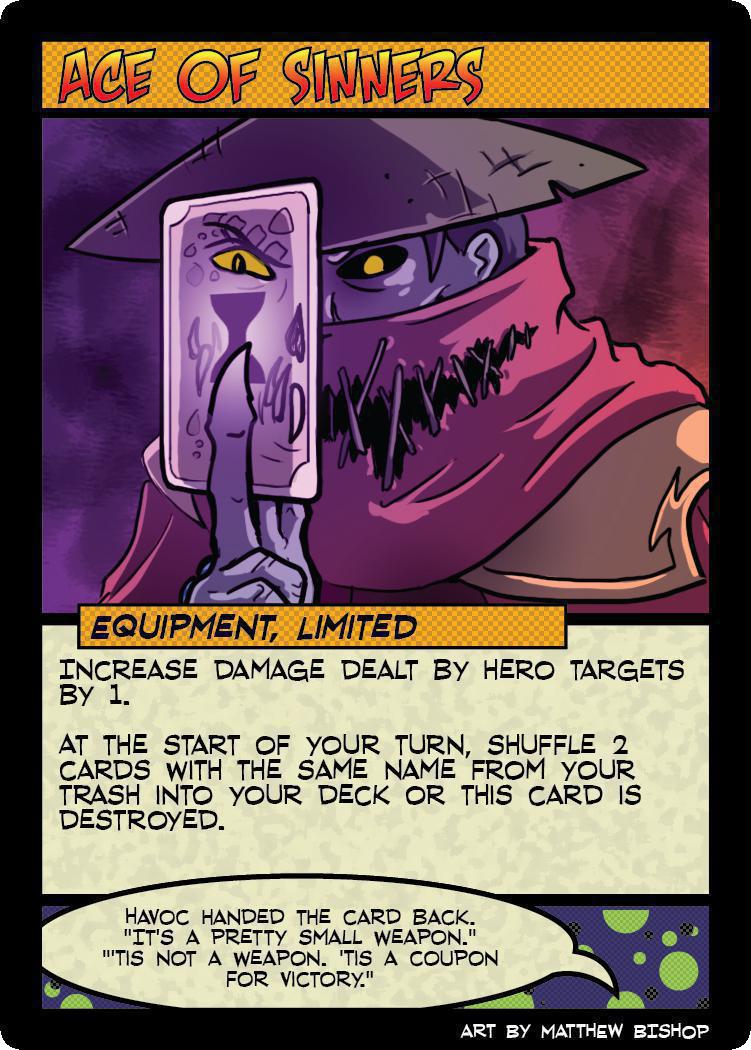 ACE OF SINNERS
EQUIPMENT, LIMITED
INCREASE DAMAGE DEALT BY HERO TARGETS
BY 1.
AT THE START OF YOUR TURN, SHUFFLE 2
CARDS WITH THE SAME NAME FROM YOUR
TRASH INTO YOUR DECK OR THIS CARD IS
DESTROYED.
HAVOC HANDED THE CARD BACK.
"IT'S A PRETTY SMALL WEAPON."
"'TIS NOT A WEAPON. 'TIS A COUPON
FOR VICTORY."
ART BY MATTHEW BISHOP